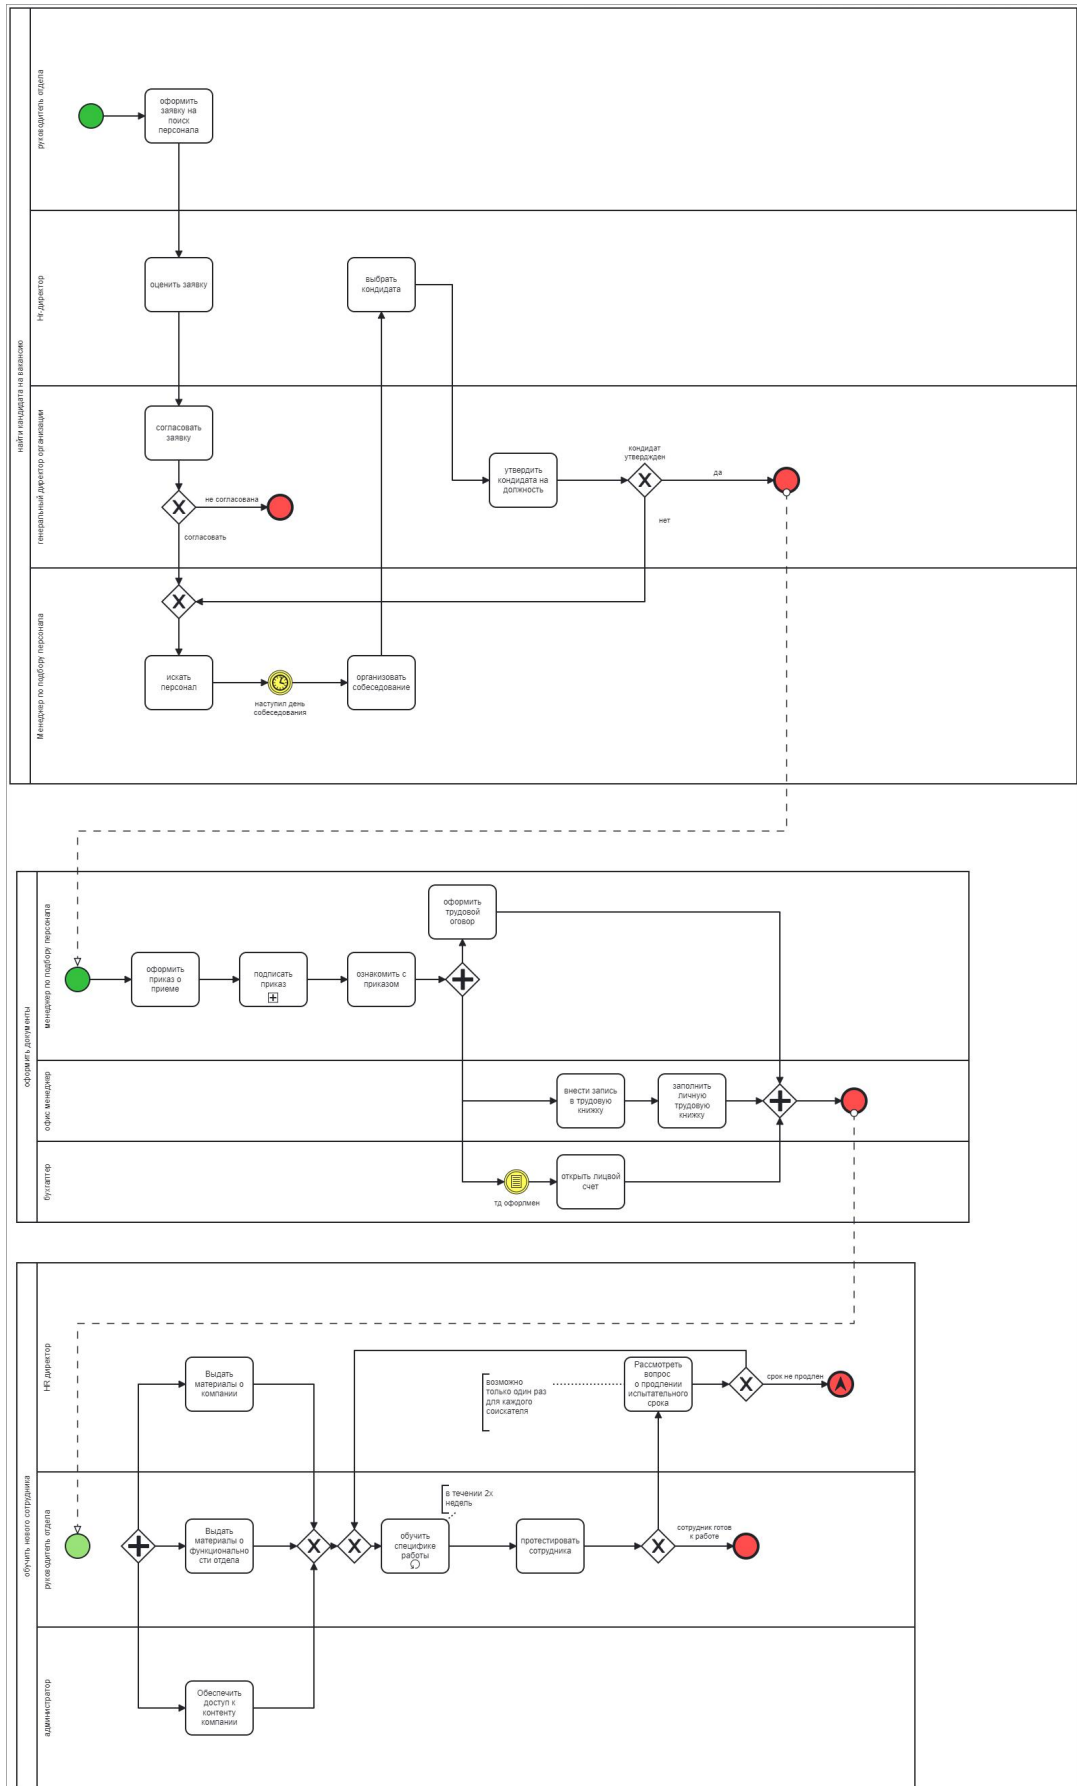 найти кандидата на вакансию
руководитель отдела
оформить
заявку на
поиск
персонала
Hr-директор
оценить заявку
выбрать
кондидата
генеральный директор организации
согласовать
заявку
не согласована
согласовать
утвердить
кондидата на
должность
кондидат
утверджден
да
нет
Менеджер по подбору персонала
искать
персонал
наступил день
собеседования
организовать
собеседование
оформить документы
менеджер по подбору персонала
оформить
приказ о
приеме
подписать
приказ
ознакомить с
приказом
оформить
трудовой
оговор
офис менеджер
внести запись
в трудовую
книжку
заполнить
личную
трудовую
книжку
бухгалтер
тд офорлмен
открыть лицвой
счет
обучить нового сотрудника
HR директор
Выдать
материалы о
компании
возможно
только один раз
для каждого
соискателя
Рассмотреть
вопрос
о продлении
испытательного
срока
срок не продлен
руководитель отдела
Выдать
материалы о
функционально
сти отдела
в течении 2х
недель
обучить
специфике
работы
протестировать
сотрудника
сотрудник готов
к работе
администратор
Обеспечить
доступ к
контенту
компании